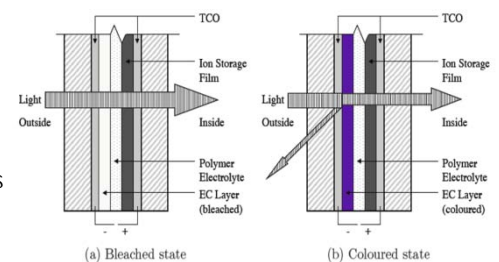 TCO
Ion Storage
Film
Light
Outside
Inside
Polymer
Electrolyte
EC Layer
(bleached)
- +
(a) Bleached state
TCO
Ion Storage
Film
Light
Outside
Inside
Polymer
Electrolyte
EC Layer
(coloured)
- +
(b) Coloured state
s